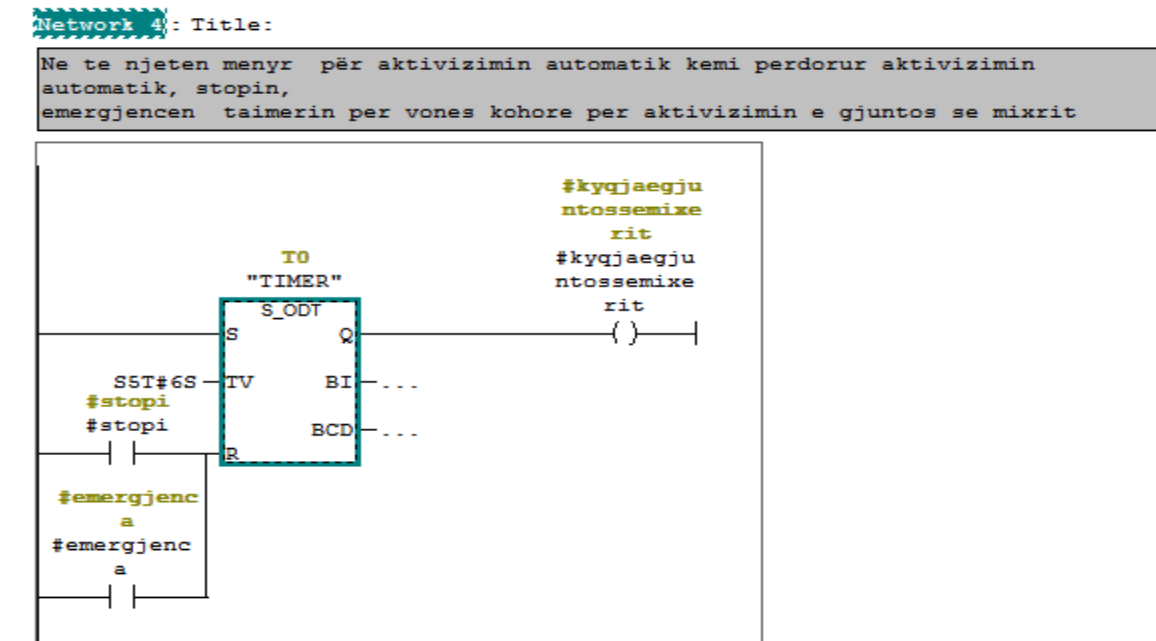 Network 4: Title:
Ne te njeten menyr për aktivizimin automatik kemi perdorur aktivizimin
automatik, stopin,
emergjencen taimerin per vones kohore per aktivizimin e gjuntos se mixrit
#kyqjaegju
ntossemixe
rit
#kyqjaegju
ntossemixe
rit
T0
"TIMER"
S_ODT
S Q
S5T#6S TV BI ...
#stopi
#stopi
BCD ...
R
#emergjenc
a
#emergjenc
a